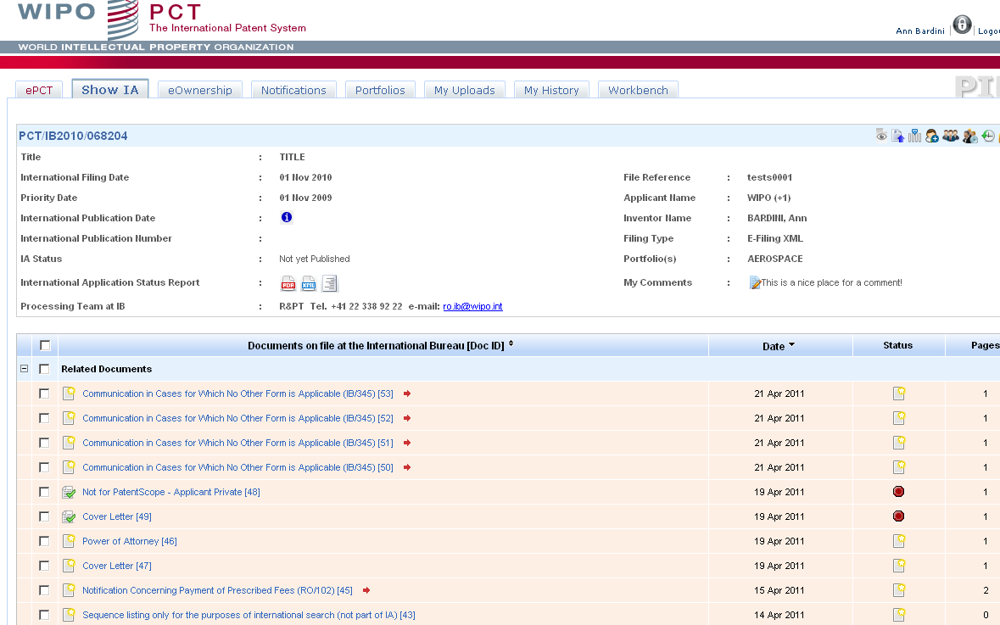 WIPO PCT
The International Patent System
Ann Bardini | | Logou
WORLD INTELLECTUAL PROPERTY ORGANIZATION
ePCT Show IA eOwnership Notifications Portfolios My Uploads My History Workbench PI
PCT/IB2010/068204
Title : TITLE
International Filing Date : 01 Nov 2010 File Reference : tests0001
Priority Date : 01 Nov 2009 Applicant Name : WIPO (+1)
International Publication Date : Inventor Name : BARDINI, Ann
International Publication Number : Filing Type : E-Filing XML
IA Status : Not yet Published Portfolio(s) : AEROSPACE
International Application Status Report : PDF XML My Comments : This is a nice place for a comment!
Processing Team at IB : R&PT Tel. +41 22 338 92 22 e-mail: ro.ib@wipo.int
Documents on file at the International Bureau [Doc ID] Date Status Pages
Related Documents
Communication in Cases for Which No Other Form is Applicable (IB/345) [53] 21 Apr 2011 1
Communication in Cases for Which No Other Form is Applicable (IB/345) [52] 21 Apr 2011 1
Communication in Cases for Which No Other Form is Applicable (IB/345) [51] 21 Apr 2011 1
Communication in Cases for Which No Other Form is Applicable (IB/345) [50] 21 Apr 2011 1
Not for PatentScope - Applicant Private [48] 19 Apr 2011 1
Cover Letter [49] 19 Apr 2011 1
Power of Attorney [46] 19 Apr 2011 1
Cover Letter [47] 19 Apr 2011 1
Notification Concerning Payment of Prescribed Fees (RO/102) [45] 15 Apr 2011 2
Sequence listing only for the purposes of international search (not part of IA) [43] 14 Apr 2011 0